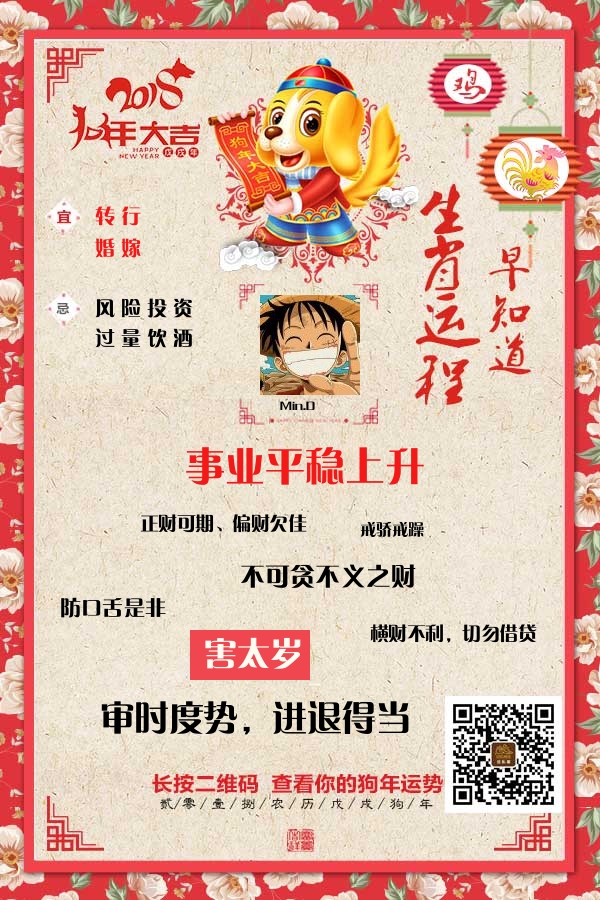 2018
狗年大吉
HAPPY
NEW YEAR
戊戌年
狗年大吉
鸡
生肖运程
早知道
宜
转行
婚嫁
忌
风险投资
过量饮酒
Min.D
HAPPY CHINESE NEW YEAR
事业平稳上升
正财可期、偏财欠佳
戒骄戒躁
不可贪不义之财
防口舌是非
横财不利，切勿借贷
害太岁
审时度势，进退得当
长按二维码 查看你的狗年运势
贰/零/壹/捌/农/历/戊/戌/狗/年